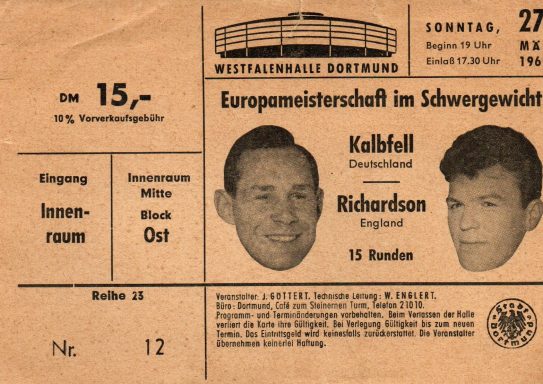 WESTFALENHALLE DORTMUND
SONNTAG, 27
Beginn 19 Uhr MÄ
Einlaß 17.30 Uhr 196
DM 15,-
10% Vorverkaufsgebühr
Europameisterschaft im Schwergewicht
Kalbfell
Deutschland
Richardson
England
15 Runden
Eingang
Innen-
raum
Innenraum
Mitte
Block
Ost
Reihe 23
Nr. 12
Veranstalter: J. GOTTERT, Technische Leitung: W. ENGLERT,
Büro: Dortmund, Café zum Steinernen Turm, Telefon 21010.
Programm- und Terminänderungen vorbehalten. Beim Verlassen der Halle
verliert die Karte ihre Gültigkeit. Bei Verlegung Gültigkeit bis zum neuen
Termin. Das Eintrittsgeld wird keinesfalls zurückerstattet. Die Veranstalter
übernehmen keinerlei Haftung.
Stadt
Dortmund